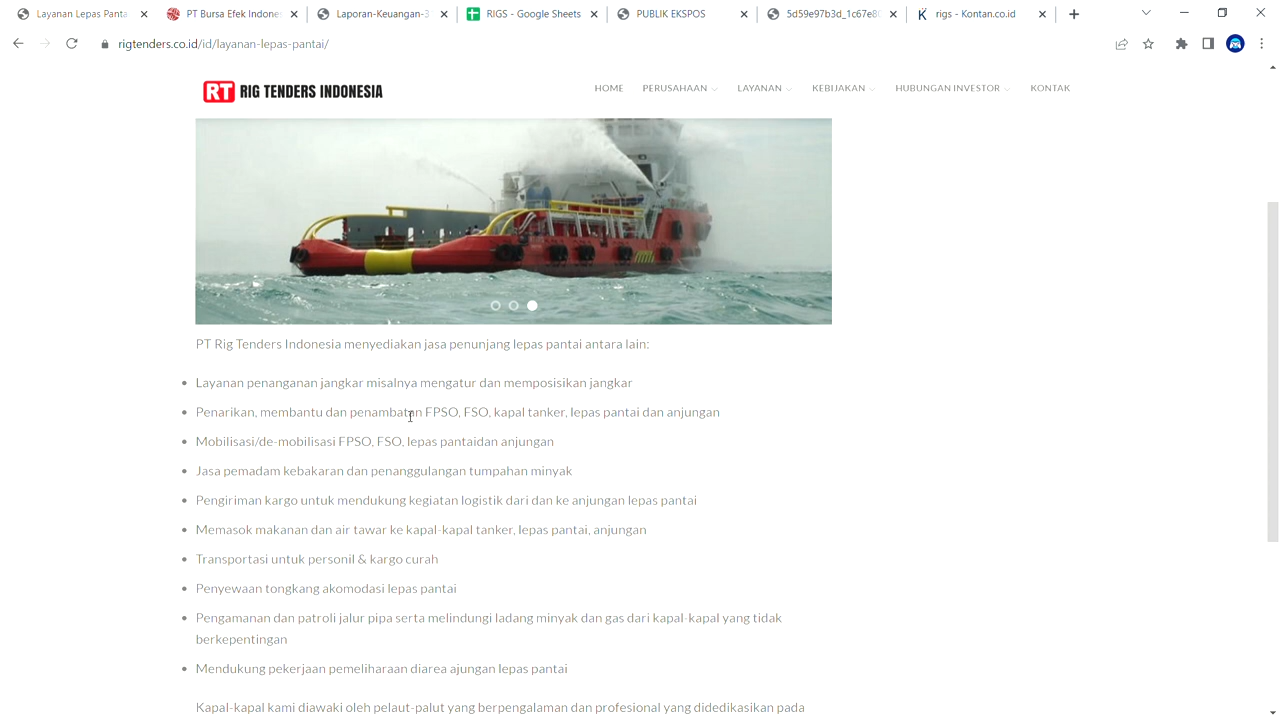 Layanan Lepas Panta
PT Bursa Efek Indones
Laporan-Keuangan-3
RIGS - Google Sheets
PUBLIK EKSPOS
5d59e97b3d_1c67e8
rigs - Kontan.co.id
rigtenders.co.id/id/layanan-lepas-pantai/
RT RIG TENDERS INDONESIA
HOME PERUSAHAAN LAYANAN KEBIJAKAN HUBUNGAN INVESTOR KONTAK
PT Rig Tenders Indonesia menyediakan jasa penunjang lepas pantai antara lain:
Layanan penanganan jangkar misalnya mengatur dan memposisikan jangkar
Penarikan, membantu dan penambatan FPSO, FSO, kapal tanker, lepas pantai dan anjungan
Mobilisasi/de-mobilisasi FPSO, FSO, lepas pantaidan anjungan
Jasa pemadam kebakaran dan penanggulangan tumpahan minyak
Pengiriman kargo untuk mendukung kegiatan logistik dari dan ke anjungan lepas pantai
Memasok makanan dan air tawar ke kapal-kapal tanker, lepas pantai, anjungan
Transportasi untuk personil & kargo curah
Penyewaan tongkang akomodasi lepas pantai
Pengamanan dan patroli jalur pipa serta melindungi ladang minyak dan gas dari kapal-kapal yang tidak
berkepentingan
Mendukung pekerjaan pemeliharaan diarea ajungan lepas pantai
Kapal-kapal kami diawaki oleh pelaut-palut yang berpengalaman dan profesional yang didedikasikan pada